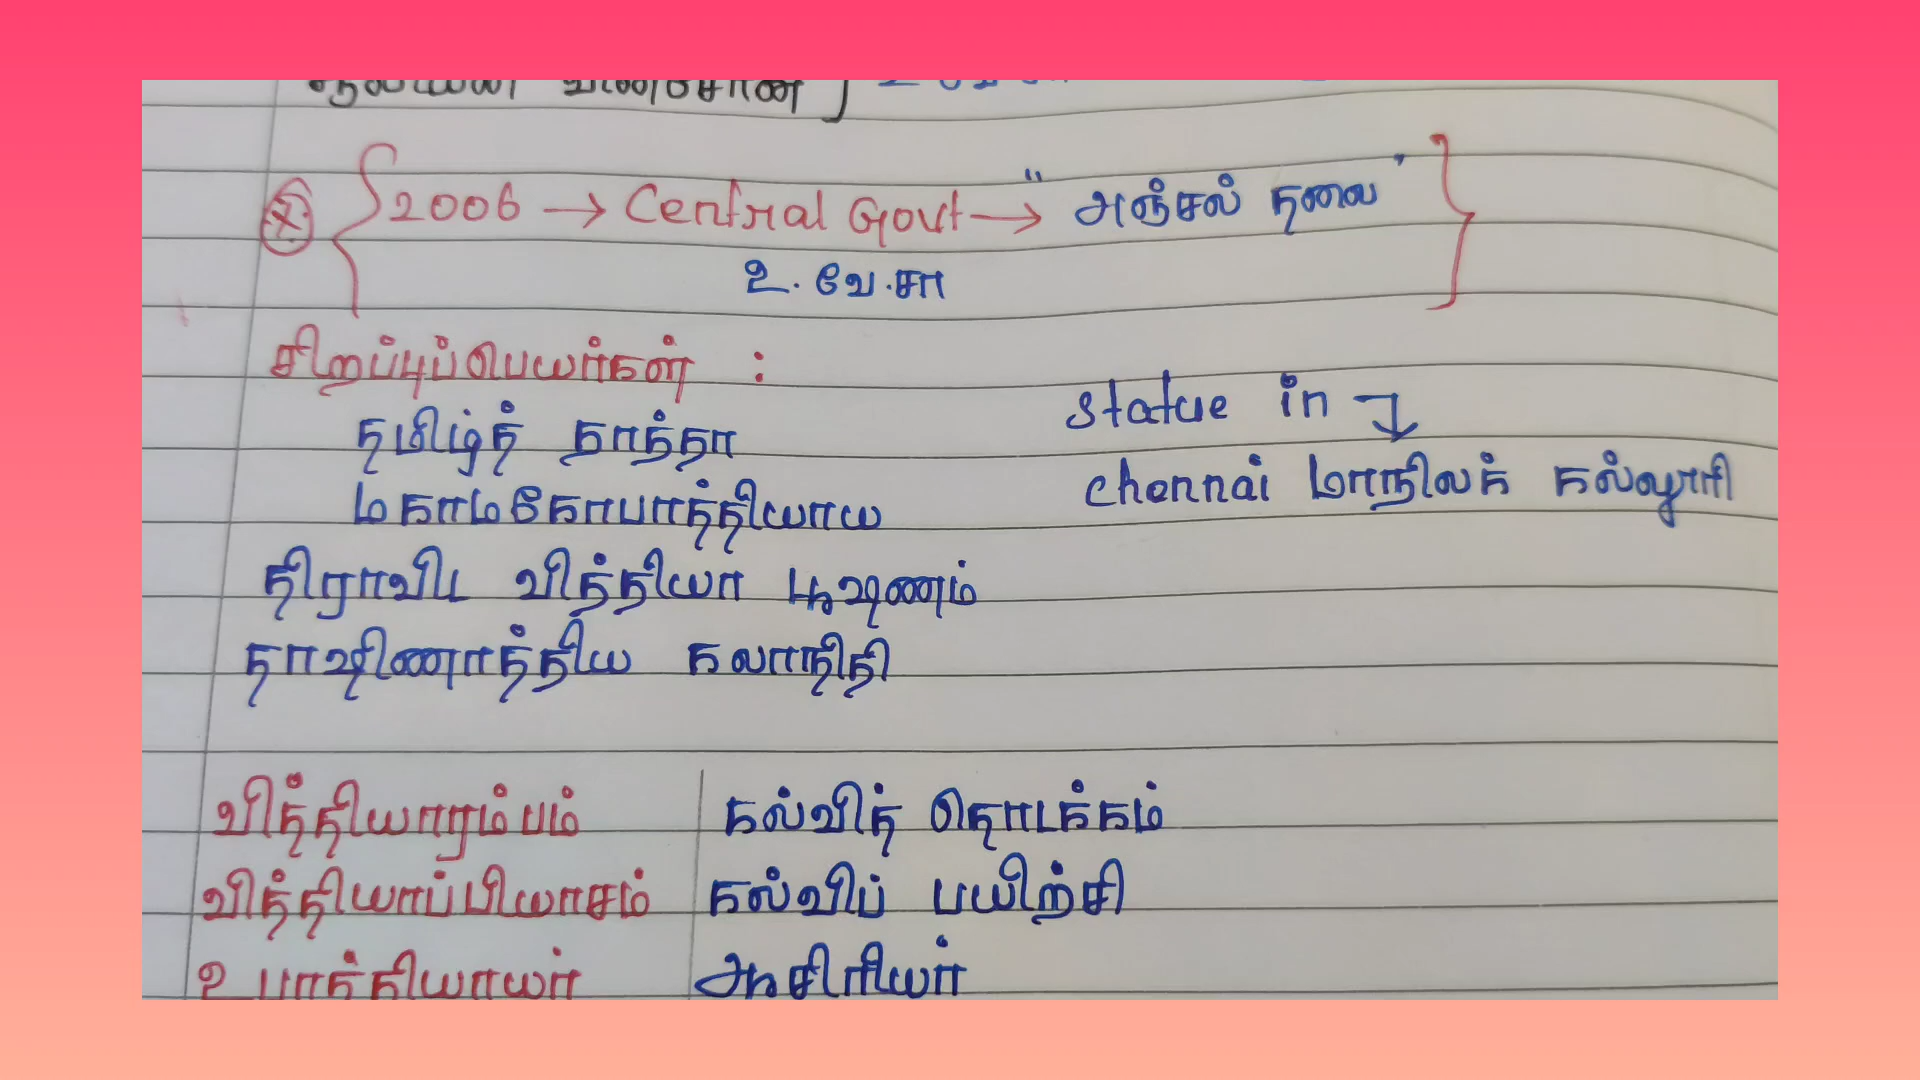 2006 → Central Govt → "அஞ்சல் தலை"
உ.வே.சா
சிறப்புப்பெயர்கள் :
தமிழ்த் தாத்தா
மகாமகோபாத்தியாய
திராவிட வித்தியா பூஷணம்
தாஷிணாத்திய கலாநிதி
statue in ↓
chennai மாநிலக் கல்லூரி
வித்தியாரம்பம் கல்வித் தொடக்கம்
வித்தியாப்பியாசம் கல்விப் பயிற்சி
உபாத்தியாயர் ஆசிரியர்